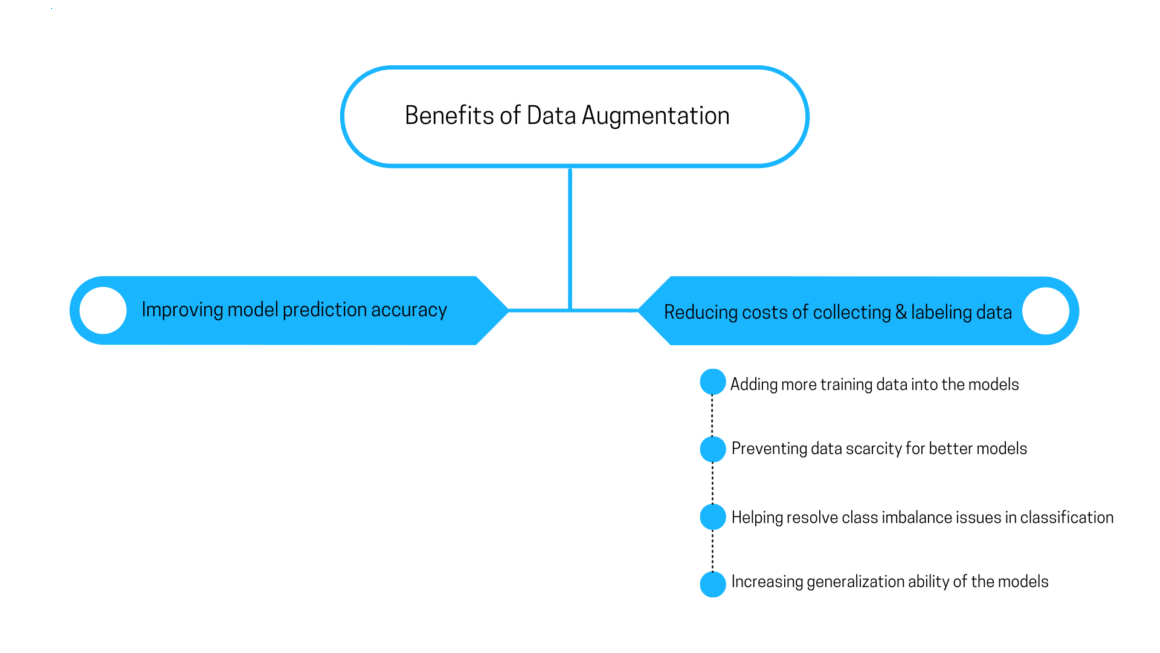 Benefits of Data Augmentation
Improving model prediction accuracy
Reducing costs of collecting & labeling data
Adding more training data into the models
Preventing data scarcity for better models
Helping resolve class imbalance issues in classification
Increasing generalization ability of the models